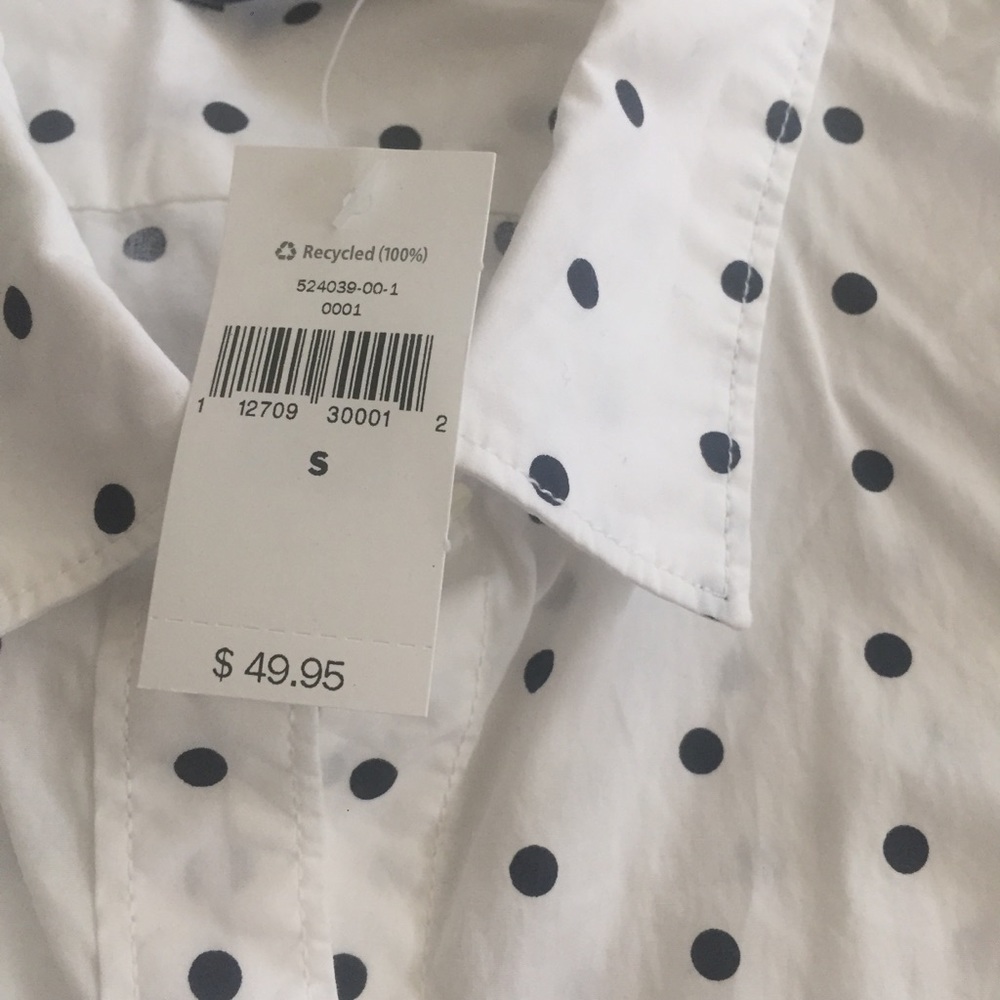 ♻ Recycled (100%)
524039-00-1
0001
1 12709 30001 2
S
$ 49.95